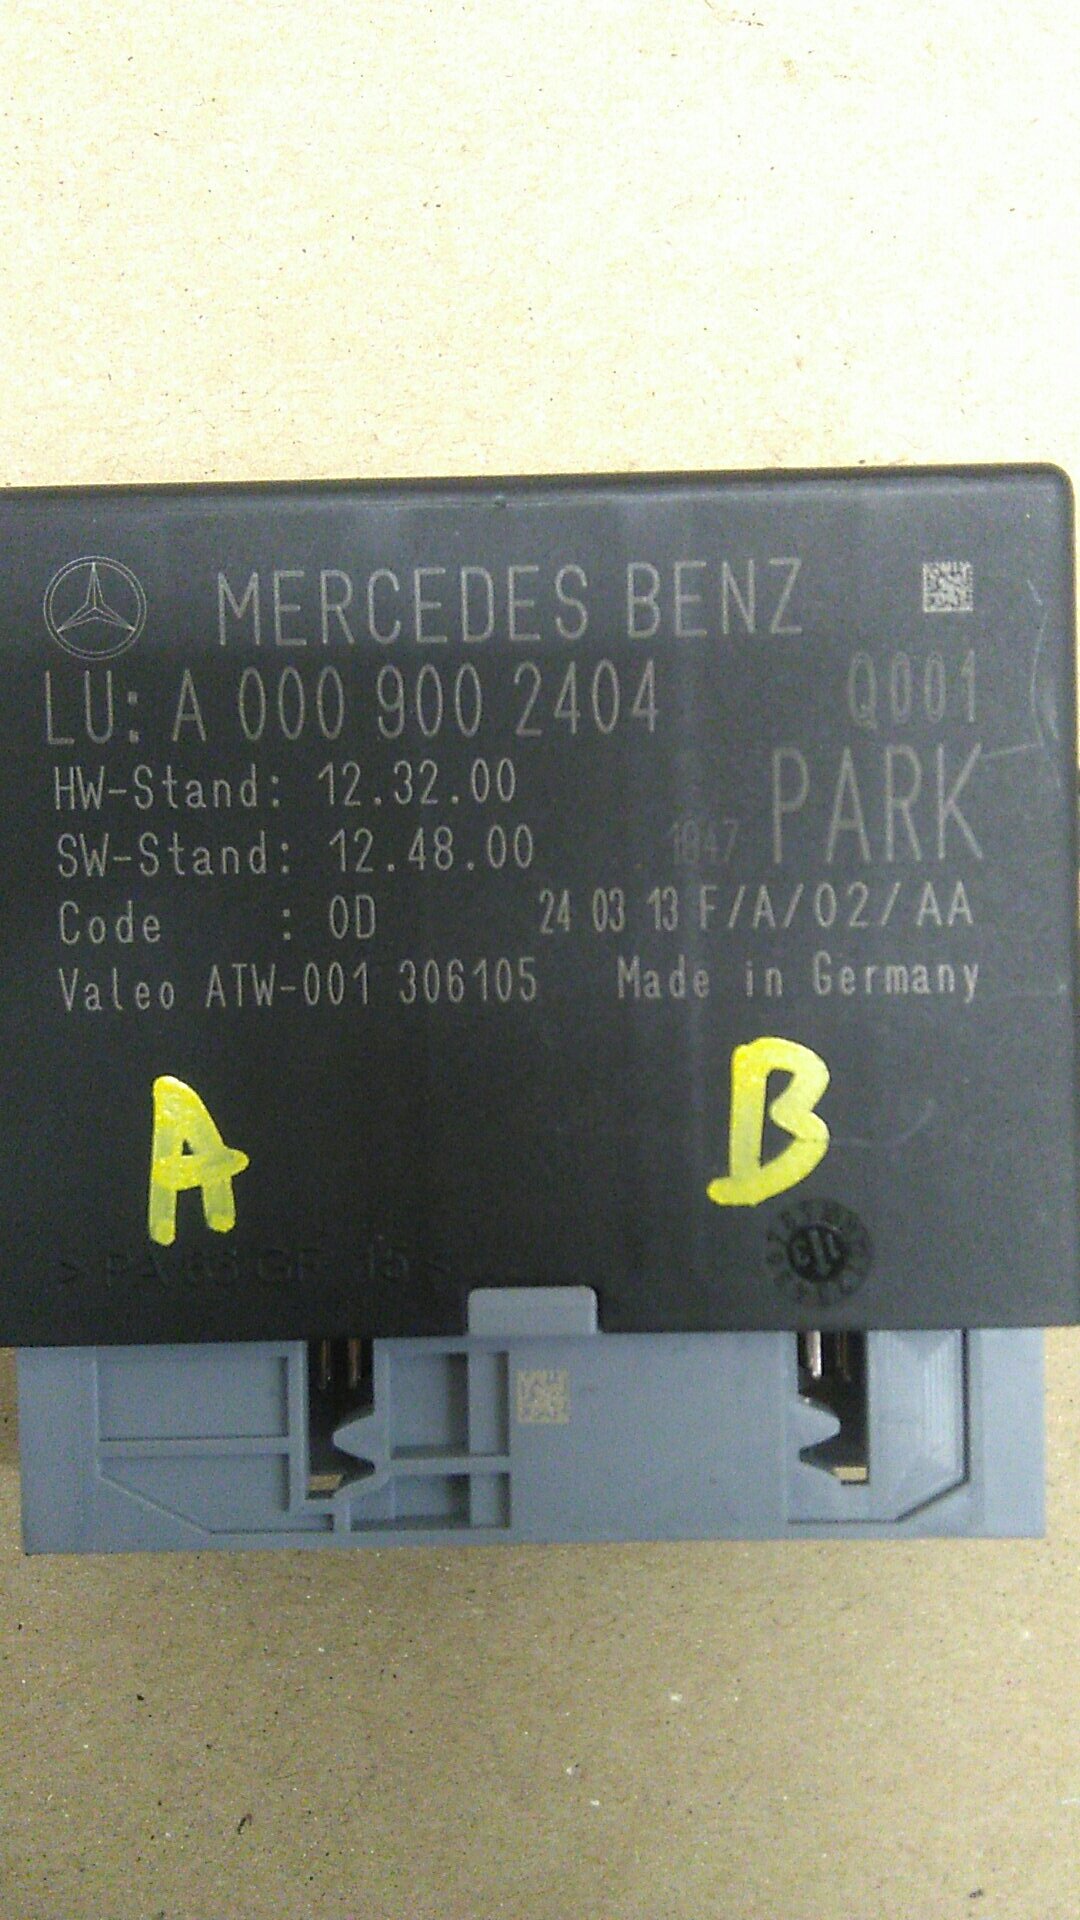 MERCEDES BENZ
LU: A 000 900 2404 Q001
HW-Stand: 12.32.00 PARK
SW-Stand: 12.48.00 1847
Code : 0D 24 03 13 F/A/02/AA
Valeo ATW-001 306105 Made in Germany
A B